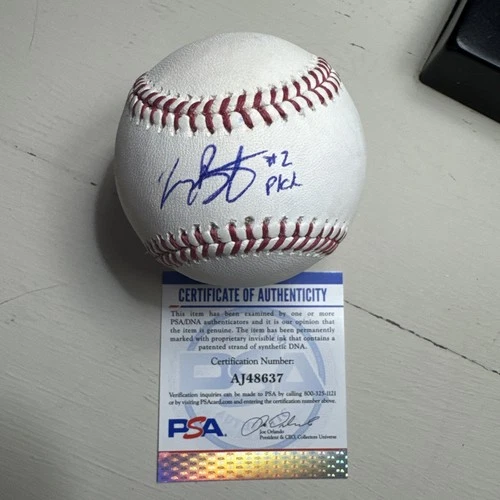 #2
Pick
CERTIFICATE OF AUTHENTICITY
This item has been examined by one or more
PSA/DNA authenticators and it is our opinion that
the item is genuine. The item has been permanently
marked with proprietary invisible ink that contains a
patented strand of synthetic DNA.
Certification Number:
AJ48637
Verification inquiries can be made to PSA by calling 800-325-1121
or by visiting PSAcard.com and entering the certification number above.
PSA.
Joe Orlando
President & CEO, Collectors Universe